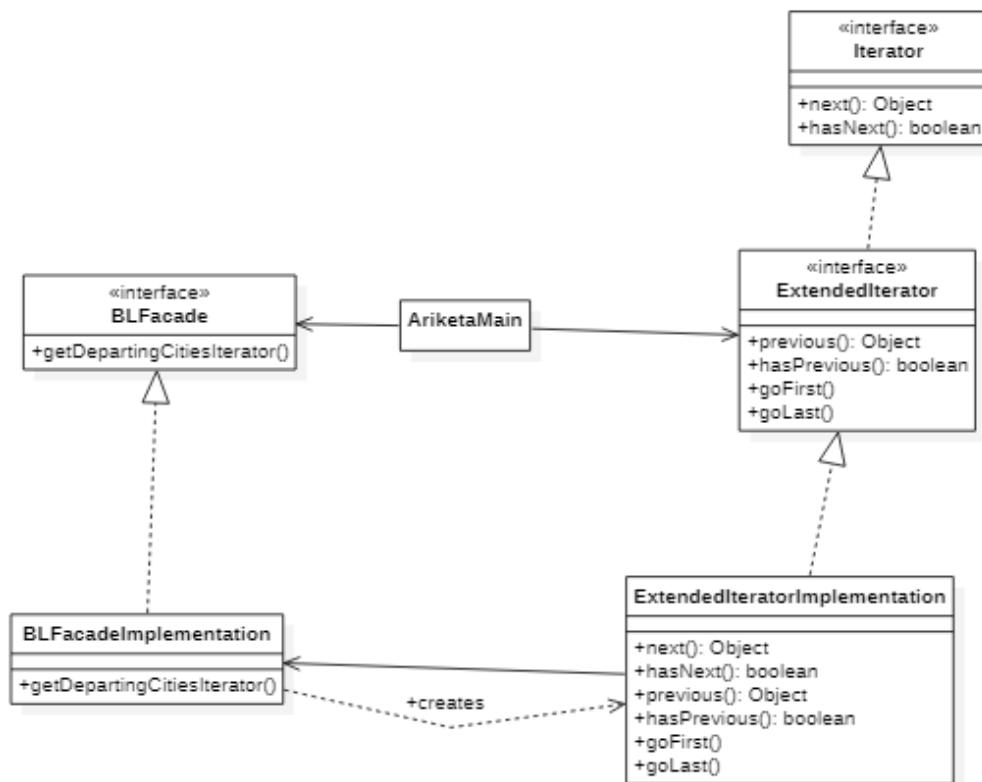 «interface»
Iterator
+next(): Object
+hasNext(): boolean
«interface»
BLFacade
+getDepartingCitiesIterator()
AriketaMain
«interface»
ExtendedIterator
+previous(): Object
+hasPrevious(): boolean
+goFirst()
+goLast()
BLFacadeImplementation
+getDepartingCitiesIterator()
+creates
ExtendedIteratorImplementation
+next(): Object
+hasNext(): boolean
+previous(): Object
+hasPrevious(): boolean
+goFirst()
+goLast()